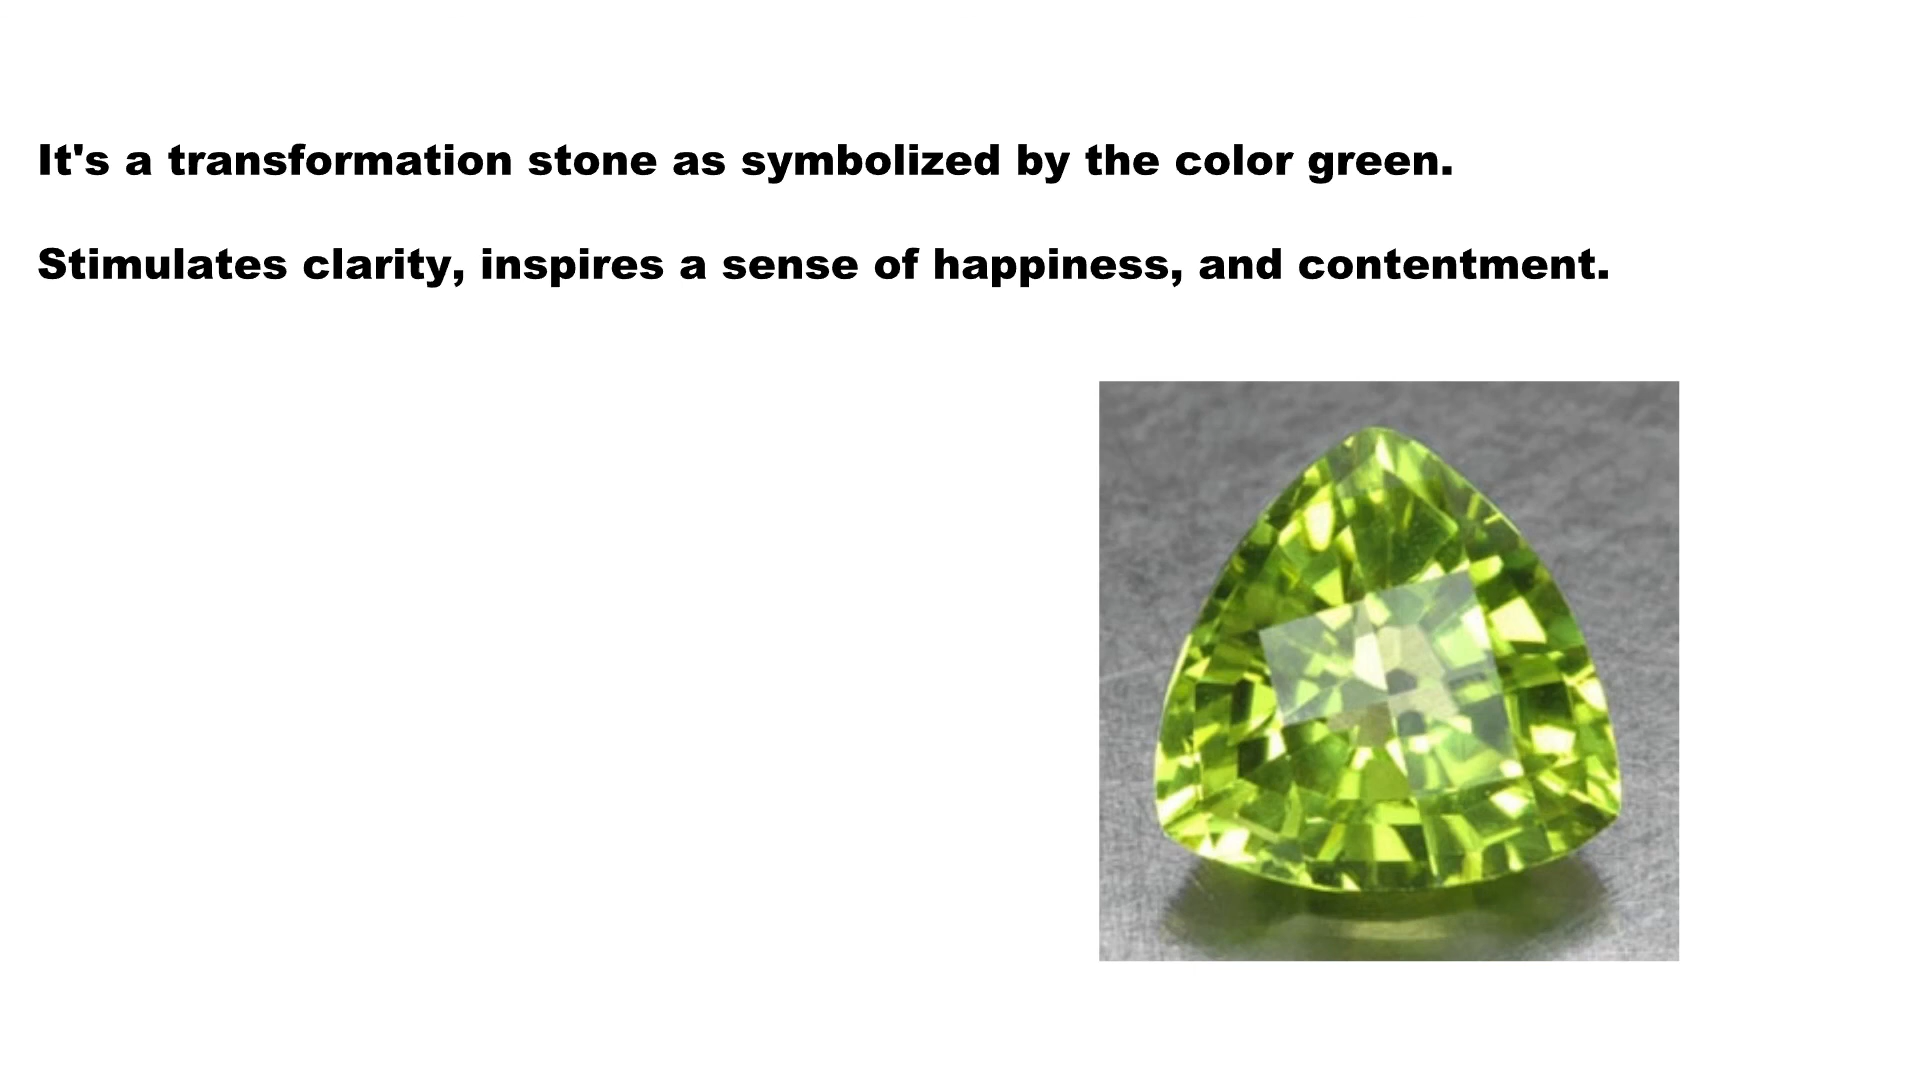 It's a transformation stone as symbolized by the color green.
Stimulates clarity, inspires a sense of happiness, and contentment.